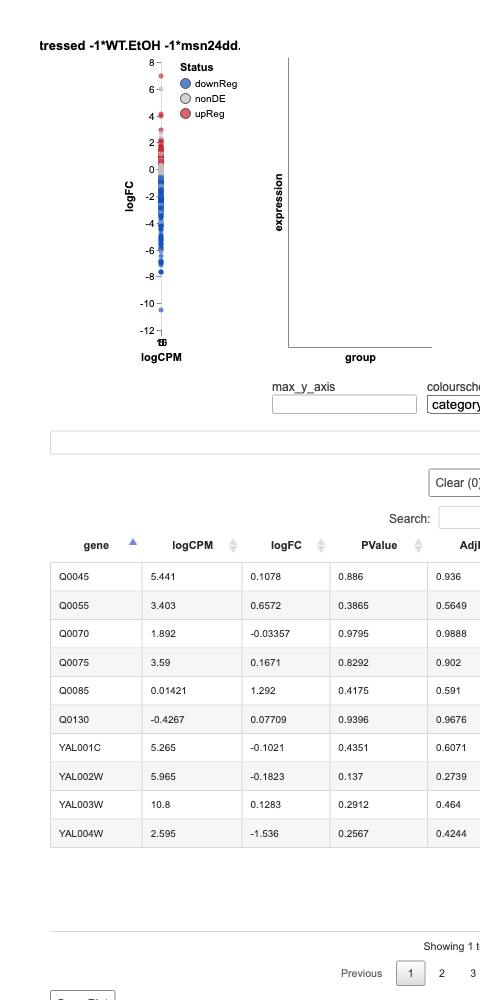 tressed -1*WT.EtOH -1*msn24dd.
Status
downReg
nonDE
upReg
8
6
4
2
0
-2
-4
-6
-8
-10
-12
logFC
logCPM
expression
group
max_y_axis
coloursche
category
Clear (0)
Search:
gene logCPM logFC PValue AdjP
Q0045 5.441 0.1078 0.886 0.936
Q0055 3.403 0.6572 0.3865 0.5649
Q0070 1.892 -0.03357 0.9795 0.9888
Q0075 3.59 0.1671 0.8292 0.902
Q0085 0.01421 1.292 0.4175 0.591
Q0130 -0.4267 0.07709 0.9396 0.9676
YAL001C 5.265 -0.1021 0.4351 0.6071
YAL002W 5.965 -0.1823 0.137 0.2739
YAL003W 10.8 0.1283 0.2912 0.464
YAL004W 2.595 -1.536 0.2567 0.4244
Showing 1 t
Previous 1 2 3